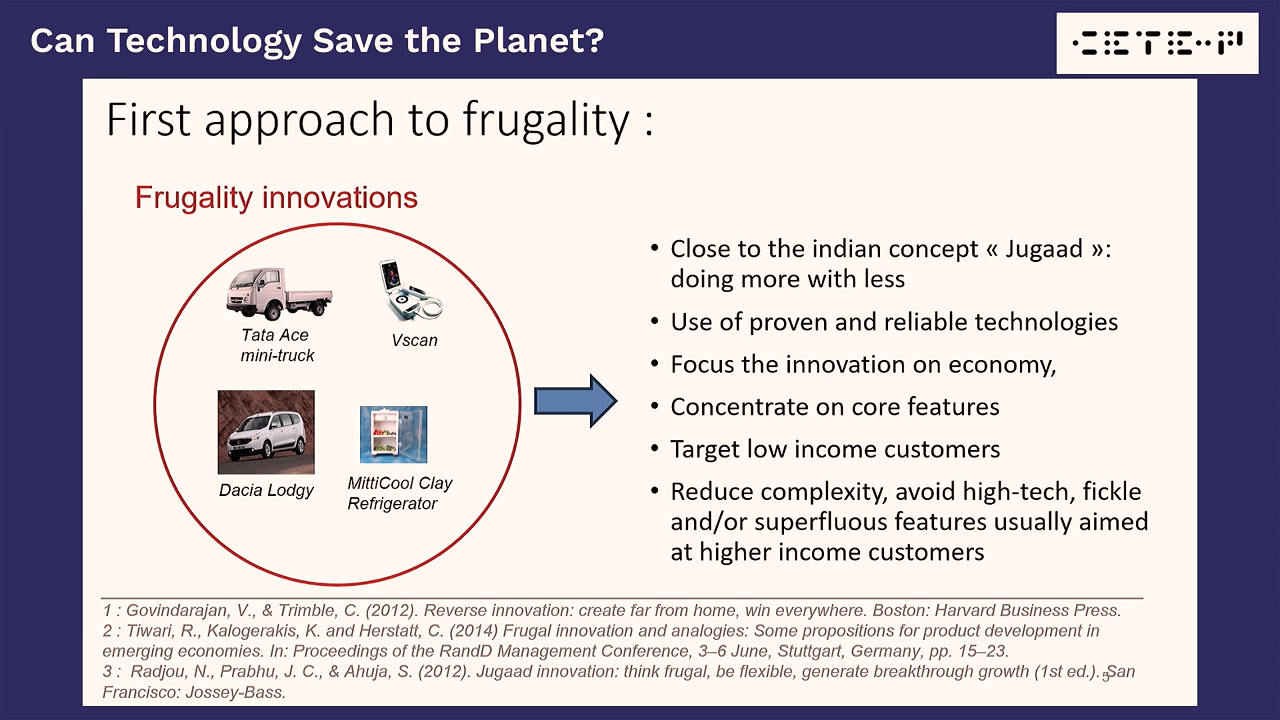 Can Technology Save the Planet?
First approach to frugality :
Frugality innovations
Tata Ace
mini-truck
Vscan
Dacia Lodgy
MittiCool Clay
Refrigerator
• Close to the indian concept « Jugaad »:
doing more with less
• Use of proven and reliable technologies
• Focus the innovation on economy,
• Concentrate on core features
• Target low income customers
• Reduce complexity, avoid high-tech, fickle
and/or superfluous features usually aimed
at higher income customers
1 : Govindarajan, V., & Trimble, C. (2012). Reverse innovation: create far from home, win everywhere. Boston: Harvard Business Press.
2 : Tiwari, R., Kalogerakis, K. and Herstatt, C. (2014) Frugal innovation and analogies: Some propositions for product development in
emerging economies. In: Proceedings of the RandD Management Conference, 3–6 June, Stuttgart, Germany, pp. 15–23.
3 : Radjou, N., Prabhu, J. C., & Ahuja, S. (2012). Jugaad innovation: think frugal, be flexible, generate breakthrough growth (1st ed.). San
Francisco: Jossey-Bass.